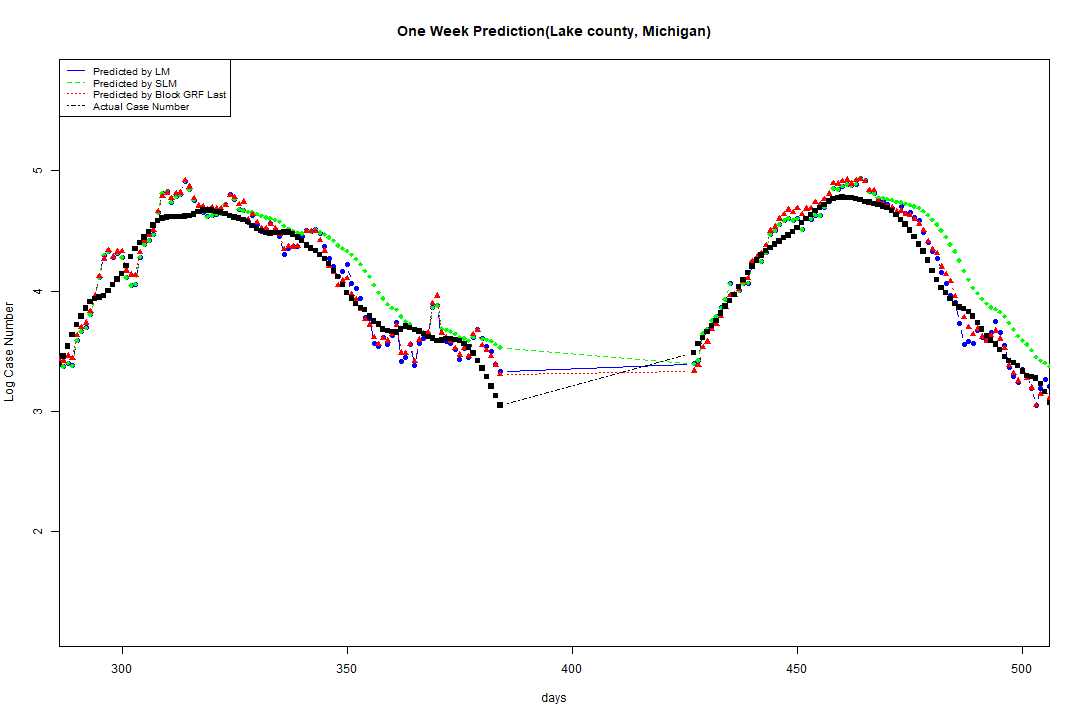 One Week Prediction(Lake county, Michigan)
Predicted by LM
Predicted by SLM
Predicted by Block GRF Last
Actual Case Number
5
4
3
2
Log Case Number
300 350 400 450 500
days